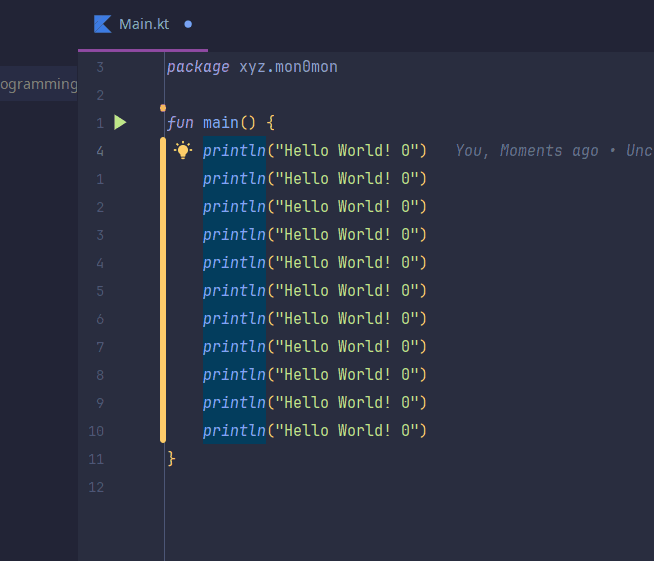 Main.kt
ogramming
3 package xyz.mon0mon
2
1 fun main() {
4 println("Hello World! 0") You, Moments ago • Unc
1 println("Hello World! 0")
2 println("Hello World! 0")
3 println("Hello World! 0")
4 println("Hello World! 0")
5 println("Hello World! 0")
6 println("Hello World! 0")
7 println("Hello World! 0")
8 println("Hello World! 0")
9 println("Hello World! 0")
10 println("Hello World! 0")
11 }
12